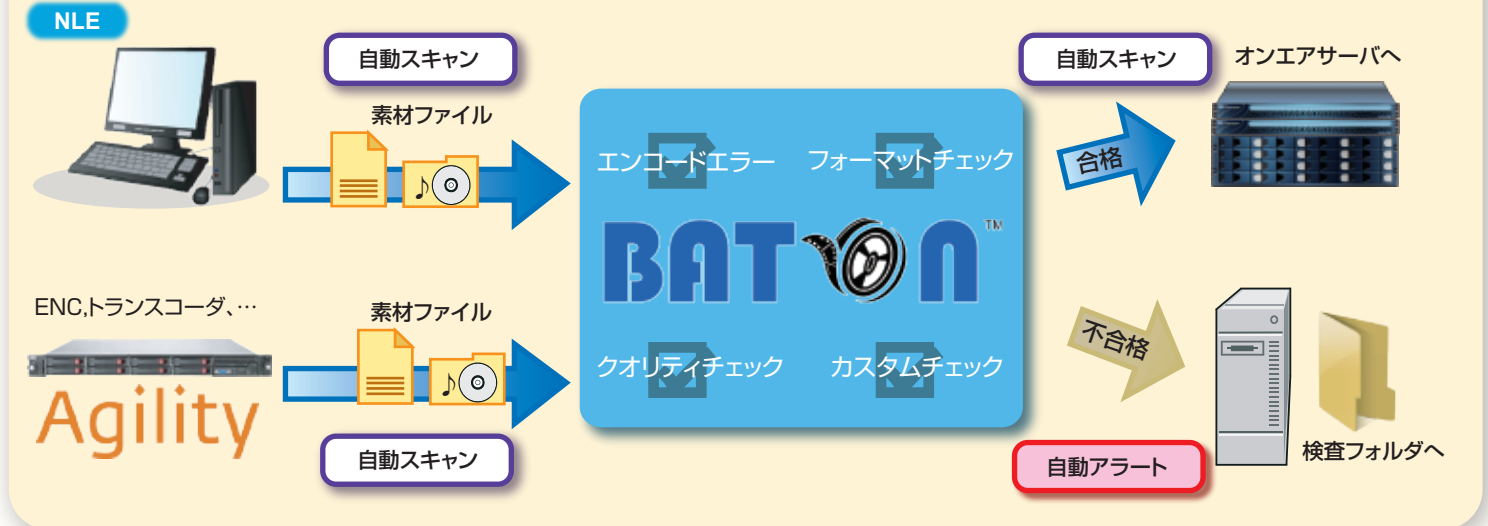 NLE
自動スキャン
素材ファイル
ENC,トランスコーダ、…
Agility
素材ファイル
自動スキャン
エンコードエラー
フォーマットチェック
BATON™
クオリティチェック
カスタムチェック
自動スキャン
オンエアサーバへ
合格
不合格
自動アラート
検査フォルダへ